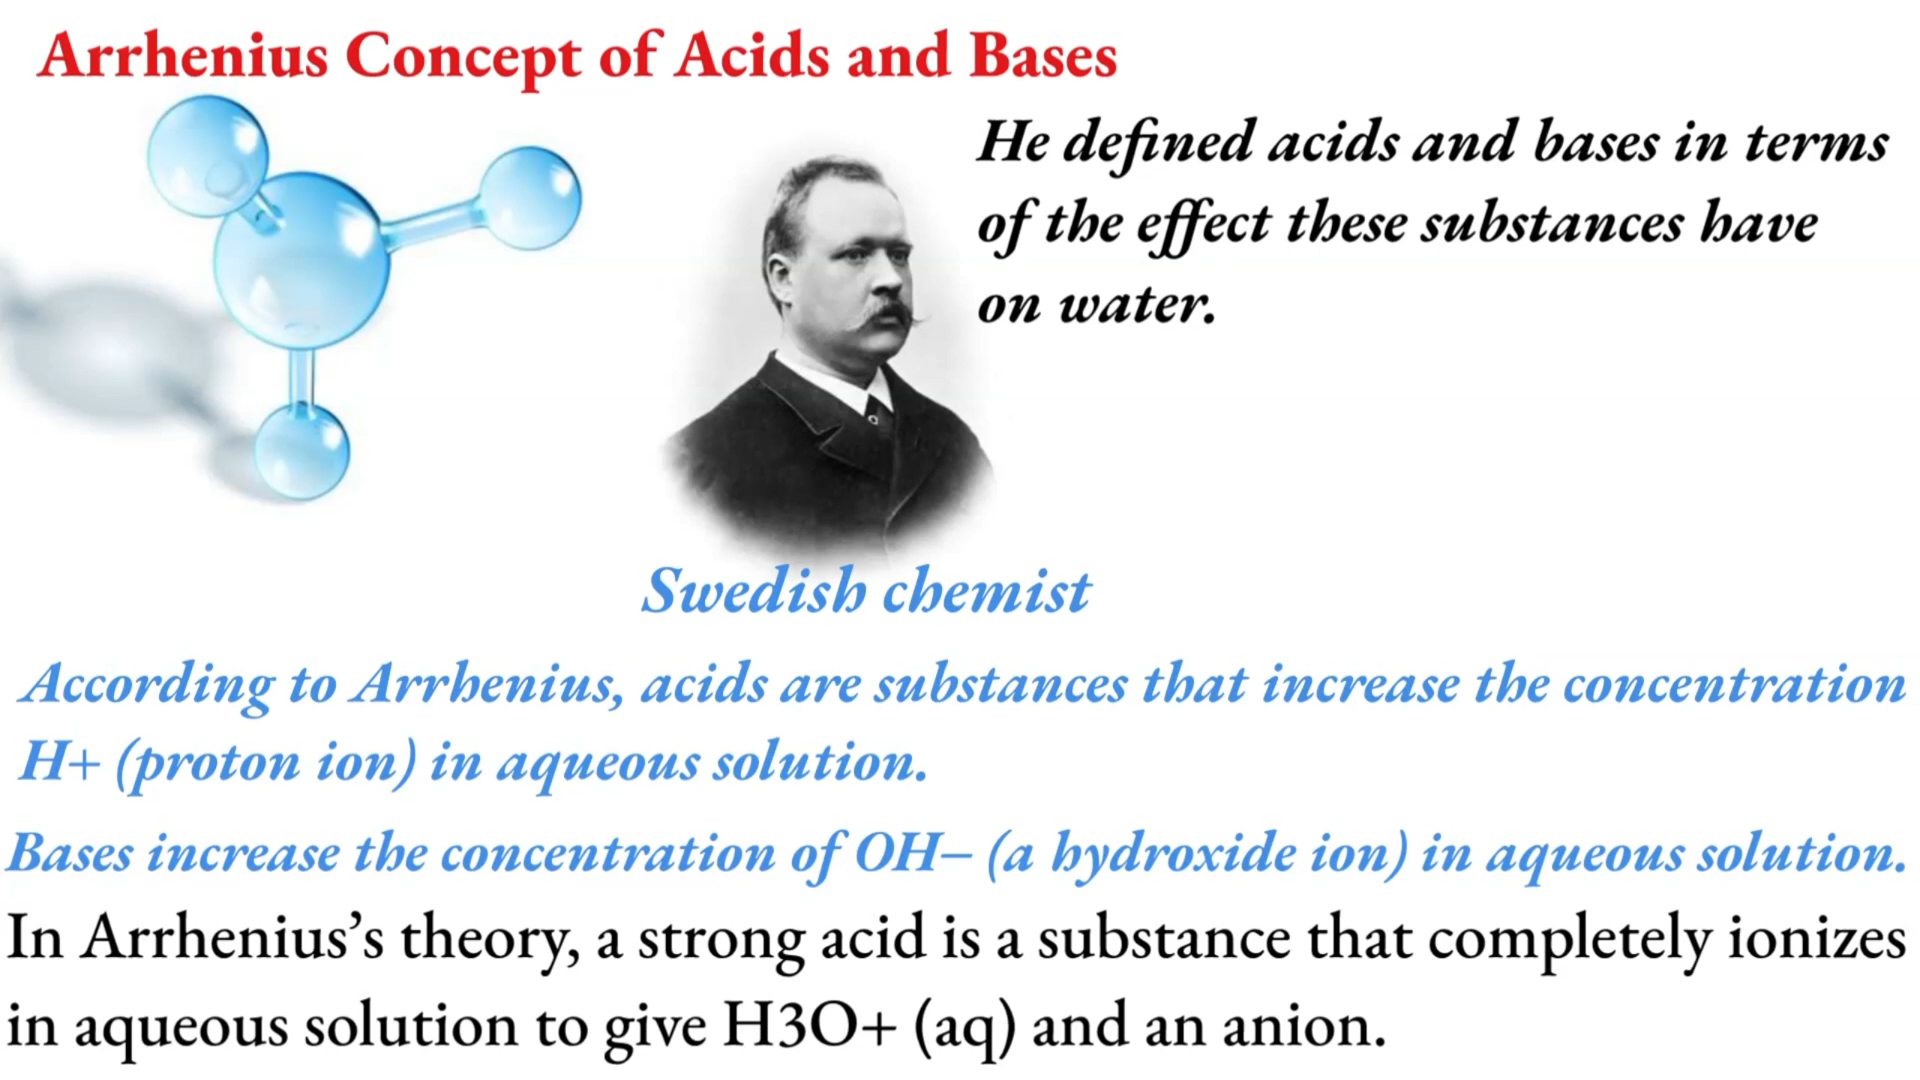 Arrhenius Concept of Acids and Bases
He defined acids and bases in terms
of the effect these substances have
on water.
Swedish chemist
According to Arrhenius, acids are substances that increase the concentration
H+ (proton ion) in aqueous solution.
Bases increase the concentration of OH– (a hydroxide ion) in aqueous solution.
In Arrhenius’s theory, a strong acid is a substance that completely ionizes
in aqueous solution to give H3O+ (aq) and an anion.